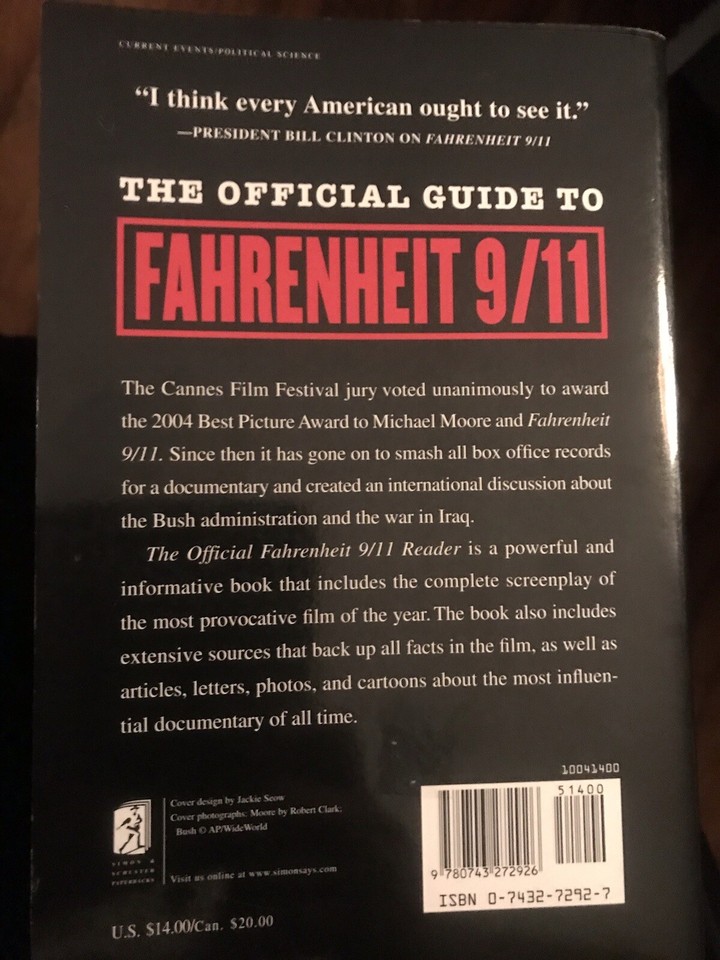 CURRENT EVENTS/POLITICAL SCIENCE
“I think every American ought to see it.”
—PRESIDENT BILL CLINTON ON FAHRENHEIT 9/11
THE OFFICIAL GUIDE TO
FAHRENHEIT 9/11
The Cannes Film Festival jury voted unanimously to award
the 2004 Best Picture Award to Michael Moore and Fahrenheit
9/11. Since then it has gone on to smash all box office records
for a documentary and created an international discussion about
the Bush administration and the war in Iraq.
The Official Fahrenheit 9/11 Reader is a powerful and
informative book that includes the complete screenplay of
the most provocative film of the year. The book also includes
extensive sources that back up all facts in the film, as well as
articles, letters, photos, and cartoons about the most influen-
tial documentary of all time.
10041400
51400
Cover design by Jackie Seow
Cover photographs: Moore by Robert Clark;
Bush © AP/WideWorld
SIMON &
SCHUSTER
PAPERBACKS
Visit us online at www.simonsays.com
9 780743 272926
ISBN 0-7432-7292-7
U.S. $14.00/Can. $20.00